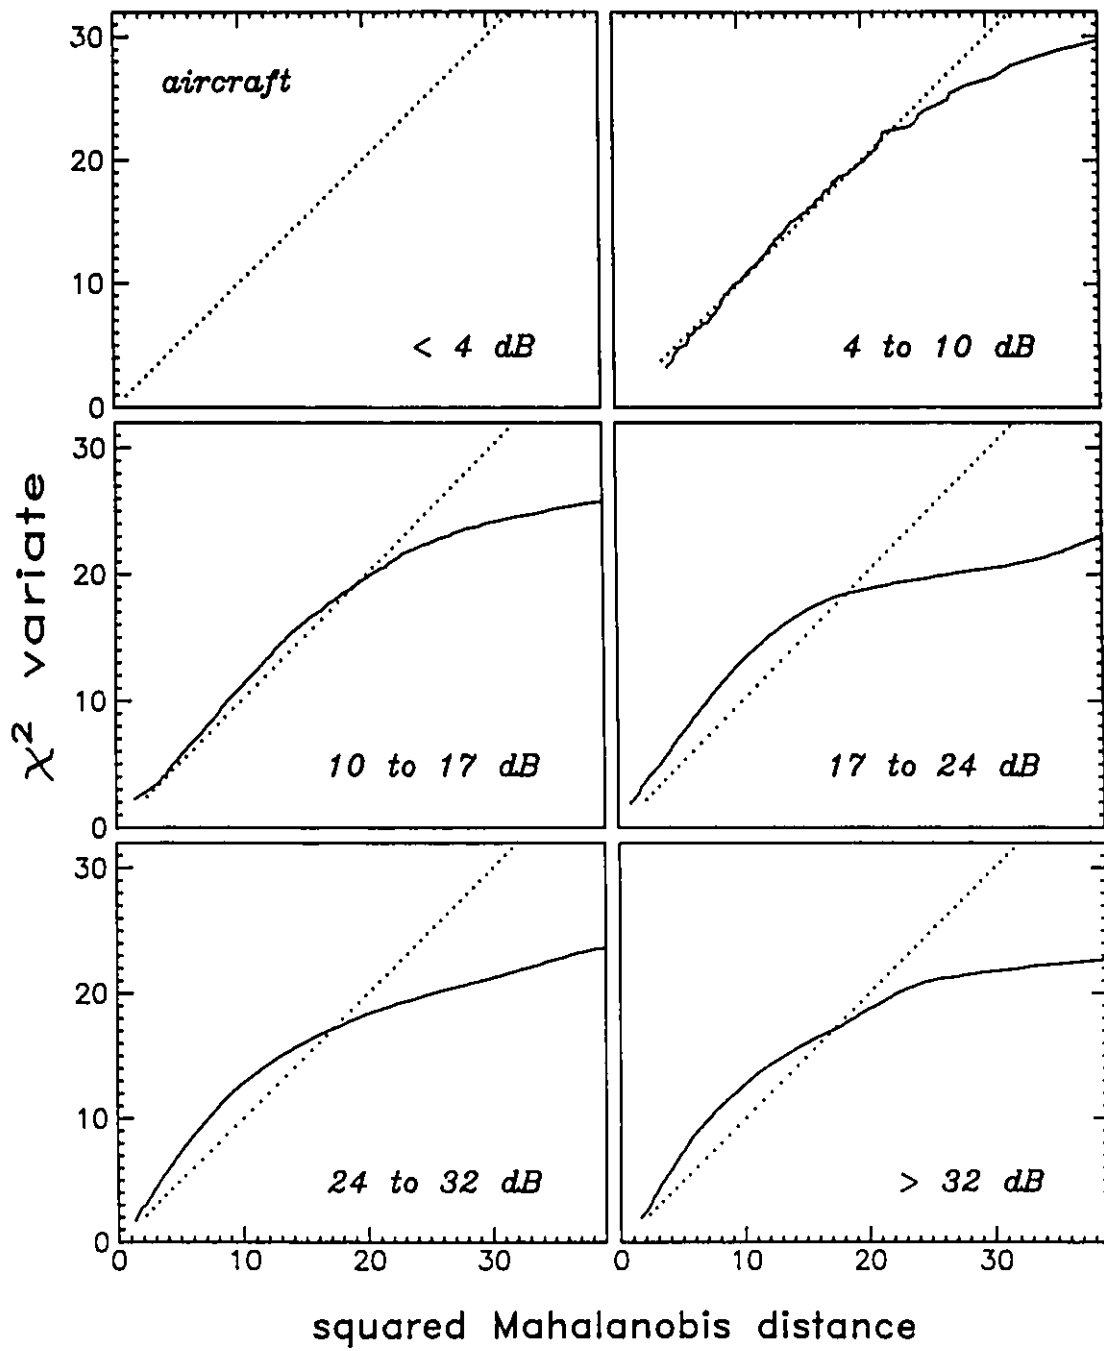 30
aircraft
20
10
< 4 dB
4 to 10 dB
0
χ² variate
30
20
10
10 to 17 dB
17 to 24 dB
0
30
20
10
24 to 32 dB
> 32 dB
0
0 10 20 30 0 10 20 30
squared Mahalanobis distance